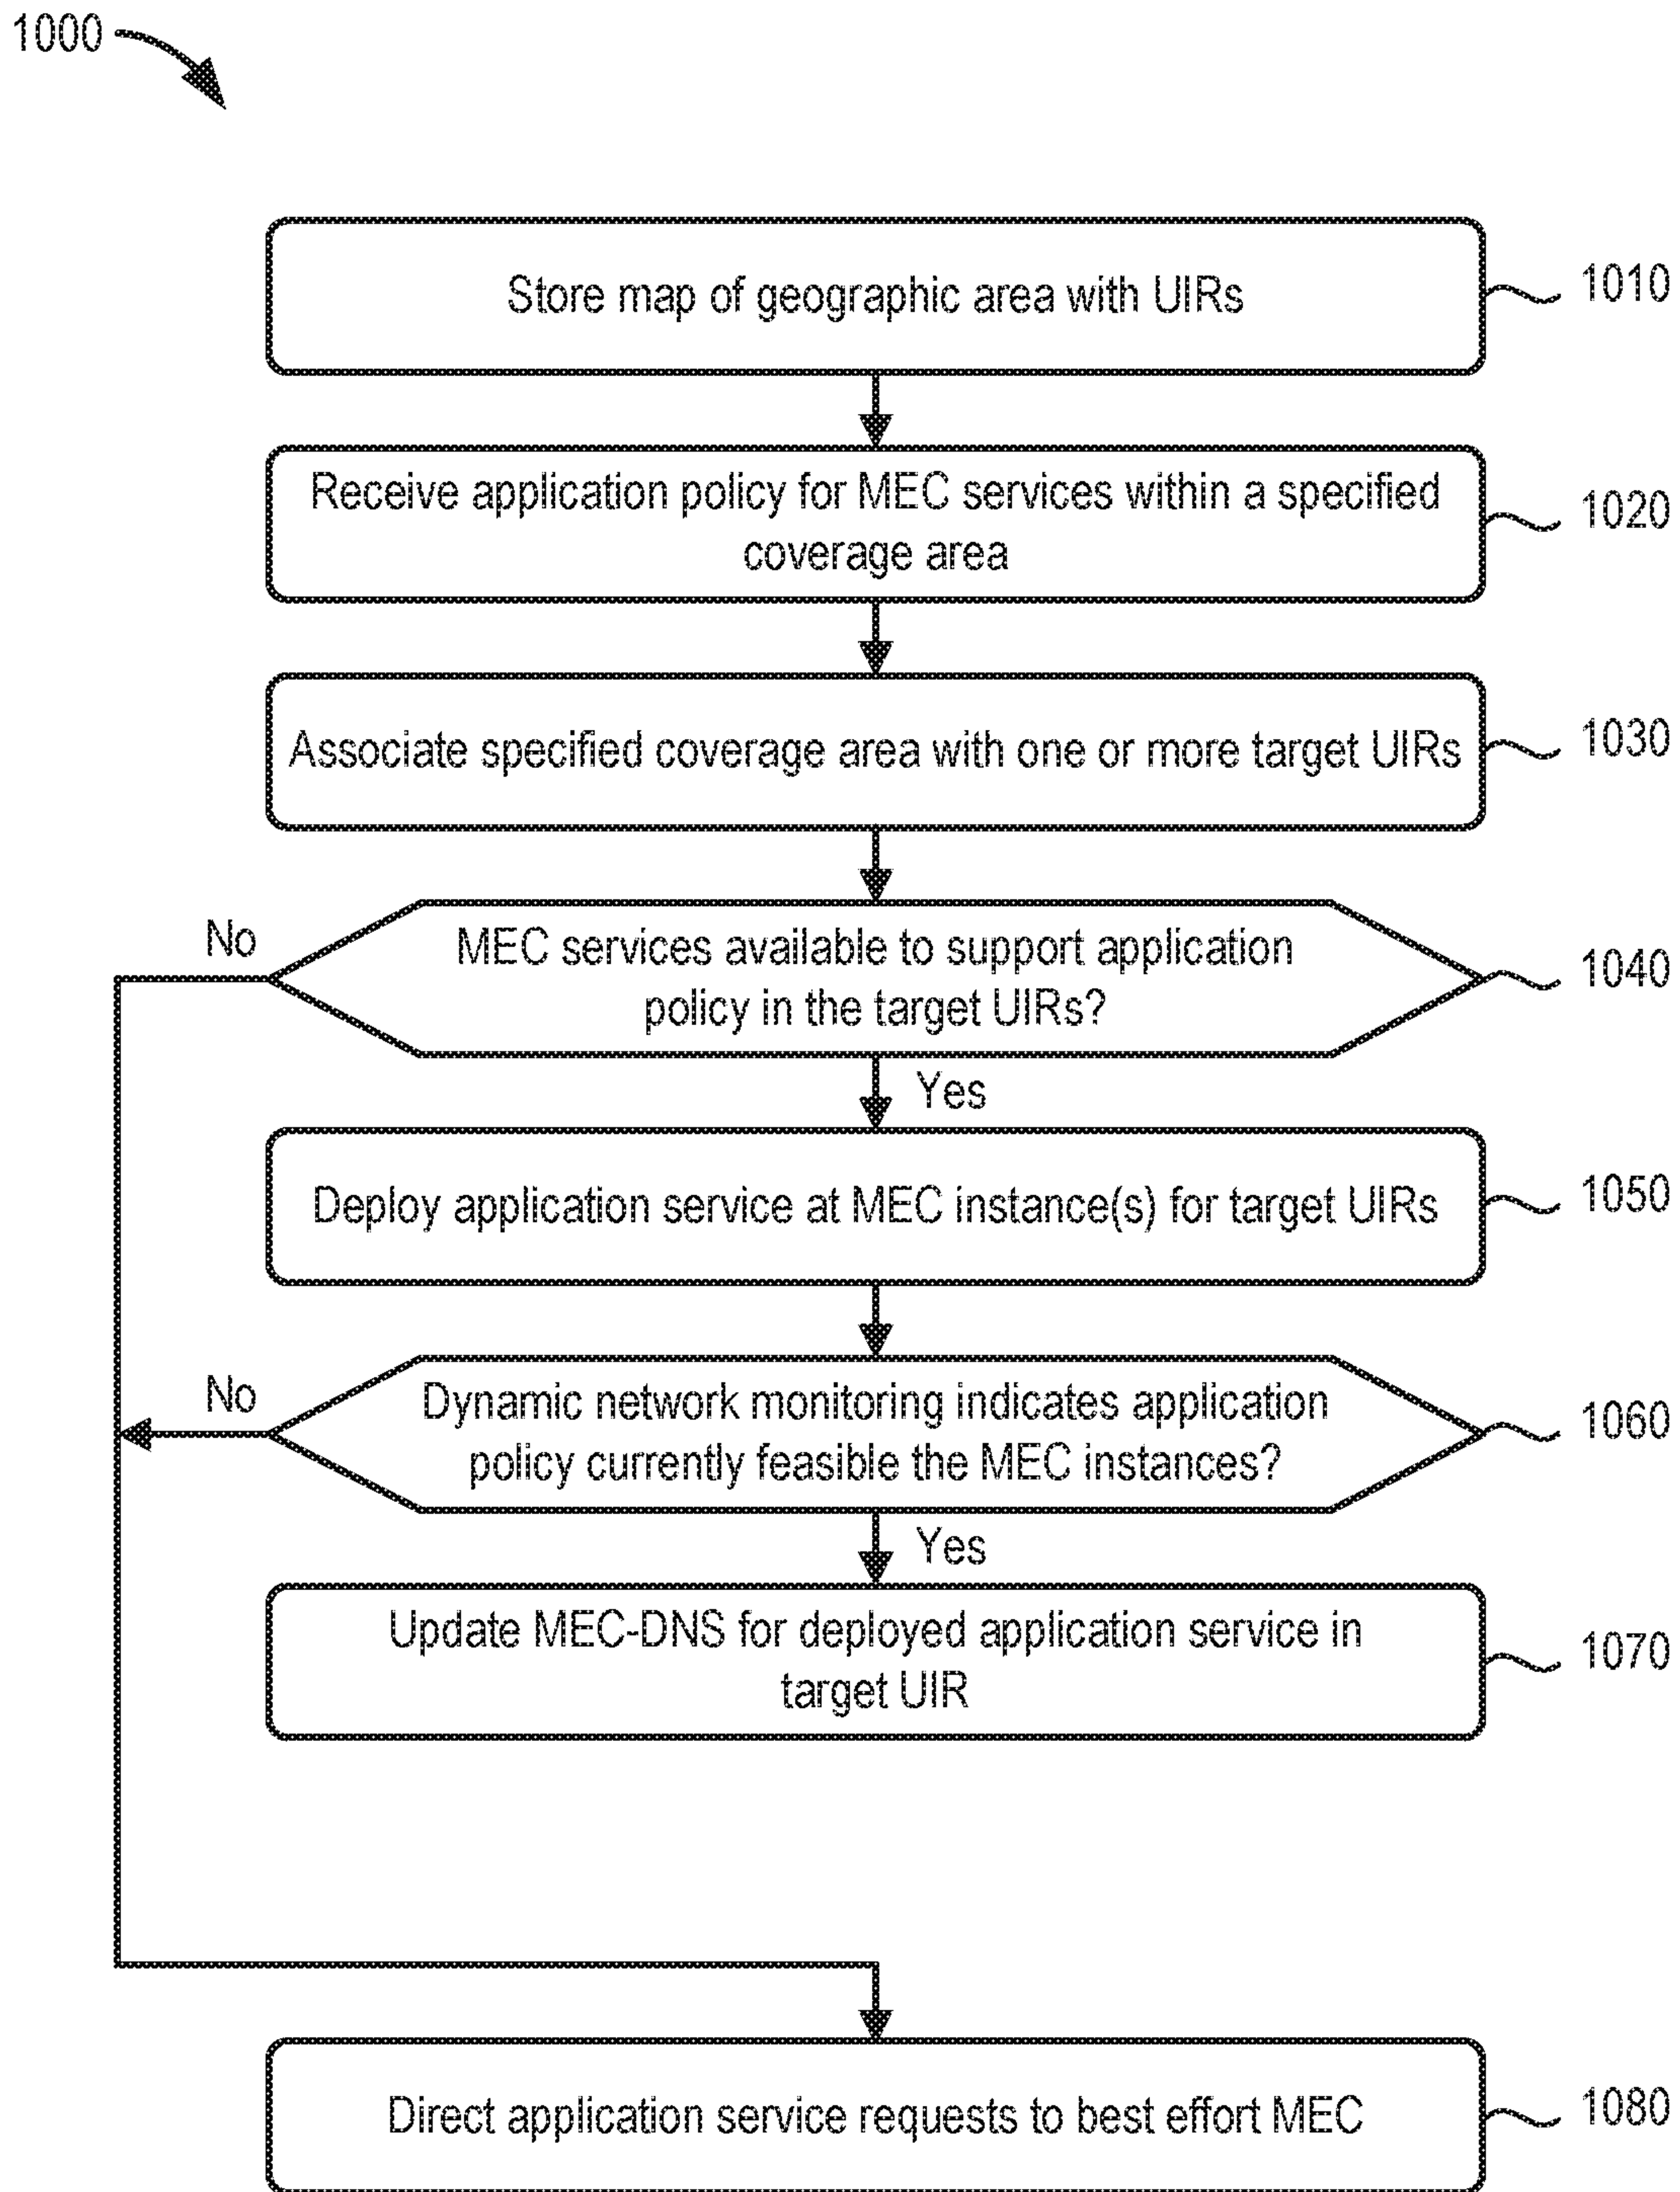 1000
Store map of geographic area with UIRs
1010
Receive application policy for MEC services within a specified
coverage area
1020
Associate specified coverage area with one or more target UIRs
1030
No
MEC services available to support application
policy in the target UIRs?
1040
Yes
Deploy application service at MEC instance(s) for target UIRs
1050
No
Dynamic network monitoring indicates application
policy currently feasible the MEC instances?
1060
Yes
Update MEC-DNS for deployed application service in
target UIR
1070
Direct application service requests to best effort MEC
1080